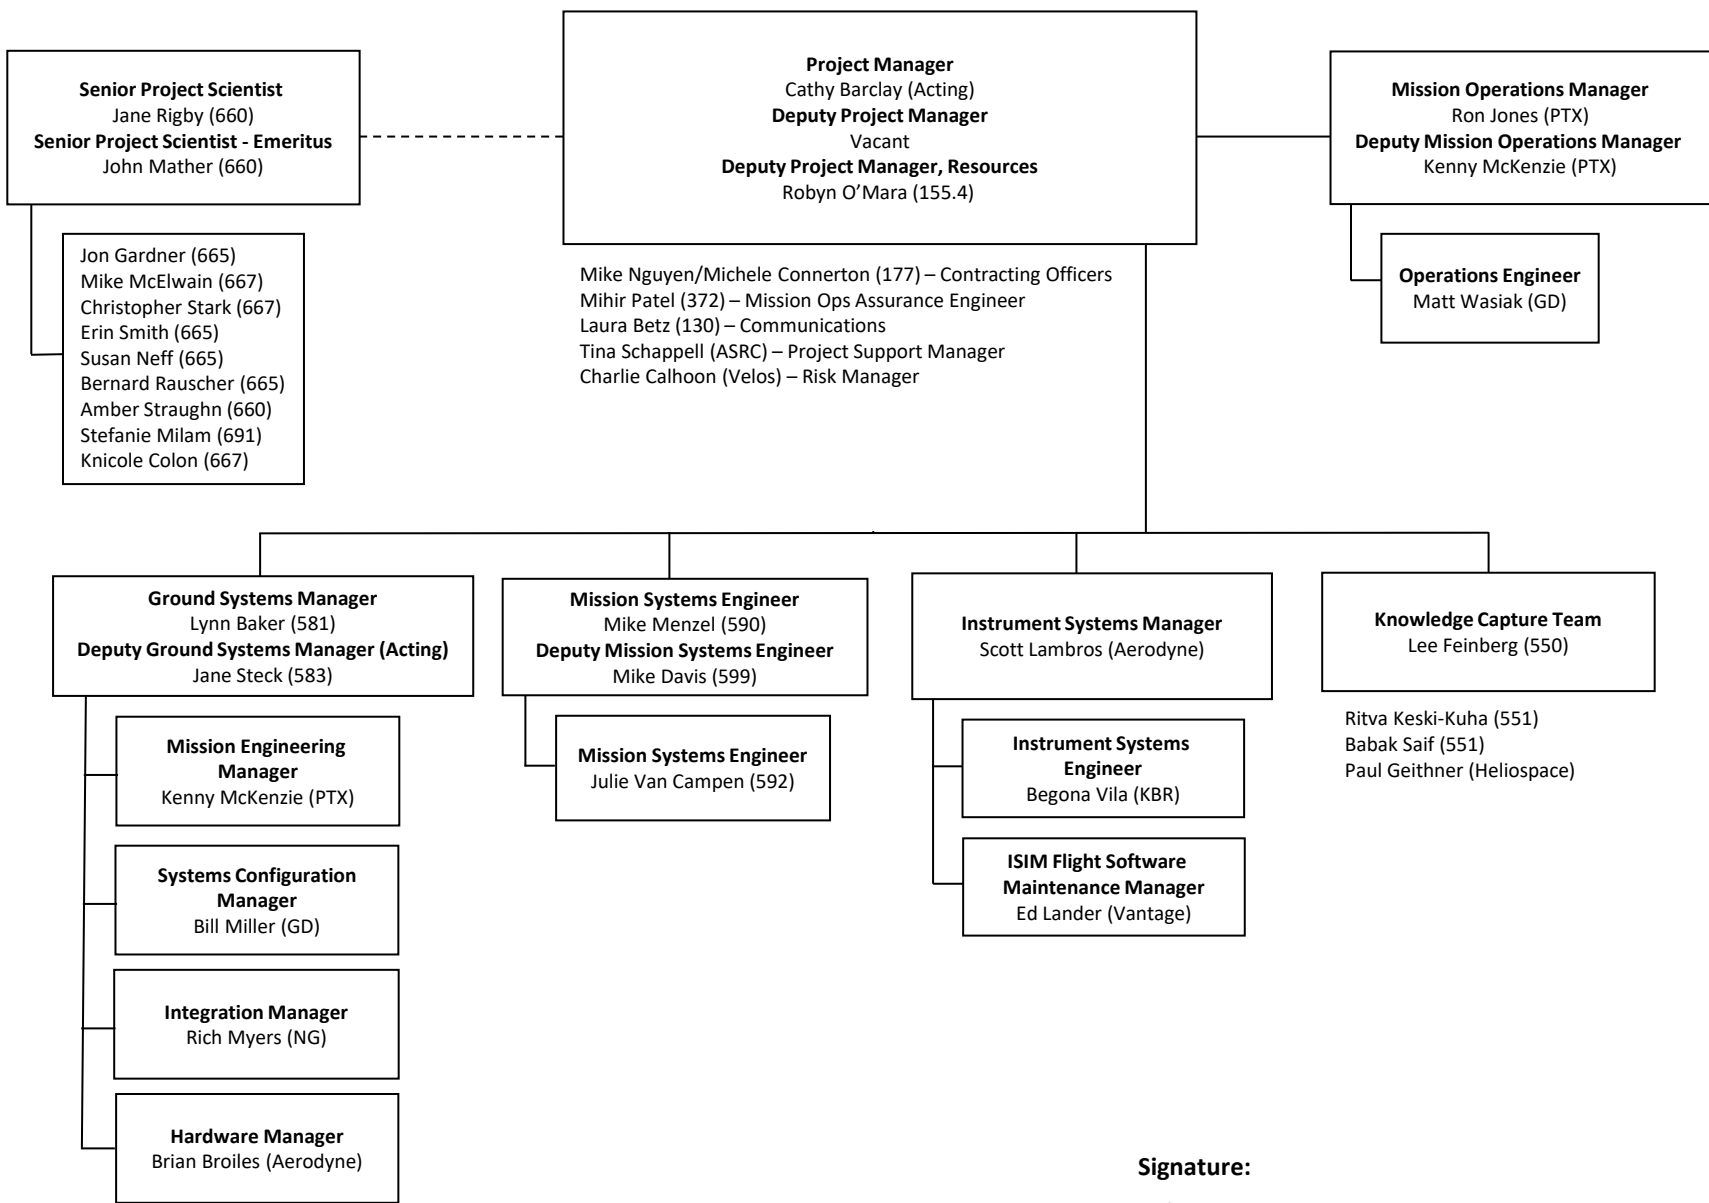 Senior Project Scientist
Jane Rigby (660)
Senior Project Scientist - Emeritus
John Mather (660)
Project Manager
Cathy Barclay (Acting)
Deputy Project Manager
Vacant
Deputy Project Manager, Resources
Robyn O’Mara (155.4)
Mission Operations Manager
Ron Jones (PTX)
Deputy Mission Operations Manager
Kenny McKenzie (PTX)
Jon Gardner (665)
Mike McElwain (667)
Christopher Stark (667)
Erin Smith (665)
Susan Neff (665)
Bernard Rauscher (665)
Amber Straughn (660)
Stefanie Milam (691)
Knicole Colon (667)
Mike Nguyen/Michele Connerton (177) – Contracting Officers
Mihir Patel (372) – Mission Ops Assurance Engineer
Laura Betz (130) – Communications
Tina Schappell (ASRC) – Project Support Manager
Charlie Calhoon (Velos) – Risk Manager
Operations Engineer
Matt Wasiak (GD)
Ground Systems Manager
Lynn Baker (581)
Deputy Ground Systems Manager (Acting)
Jane Steck (583)
Mission Systems Engineer
Mike Menzel (590)
Deputy Mission Systems Engineer
Mike Davis (599)
Instrument Systems Manager
Scott Lambros (Aerodyne)
Knowledge Capture Team
Lee Feinberg (550)
Ritva Keski-Kuha (551)
Babak Saif (551)
Paul Geithner (Heliospace)
Mission Engineering
Manager
Kenny McKenzie (PTX)
Mission Systems Engineer
Julie Van Campen (592)
Instrument Systems
Engineer
Begona Vila (KBR)
Systems Configuration
Manager
Bill Miller (GD)
ISIM Flight Software
Maintenance Manager
Ed Lander (Vantage)
Integration Manager
Rich Myers (NG)
Hardware Manager
Brian Broiles (Aerodyne)
Signature: